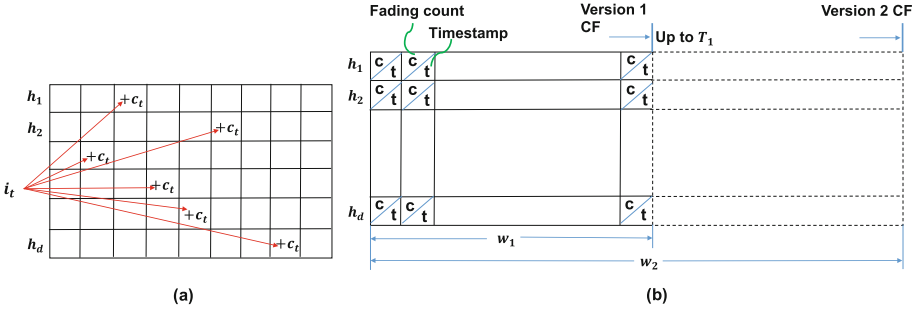 h1
h2
hd
it
+ct
+ct
+ct
+ct
+ct
+ct
(a)
Fading count
Timestamp
Version 1
CF
Version 2 CF
Up to T1
h1
c t
c t
c t
h2
c t
c t
c t
hd
c t
c t
c t
w1
w2
(b)